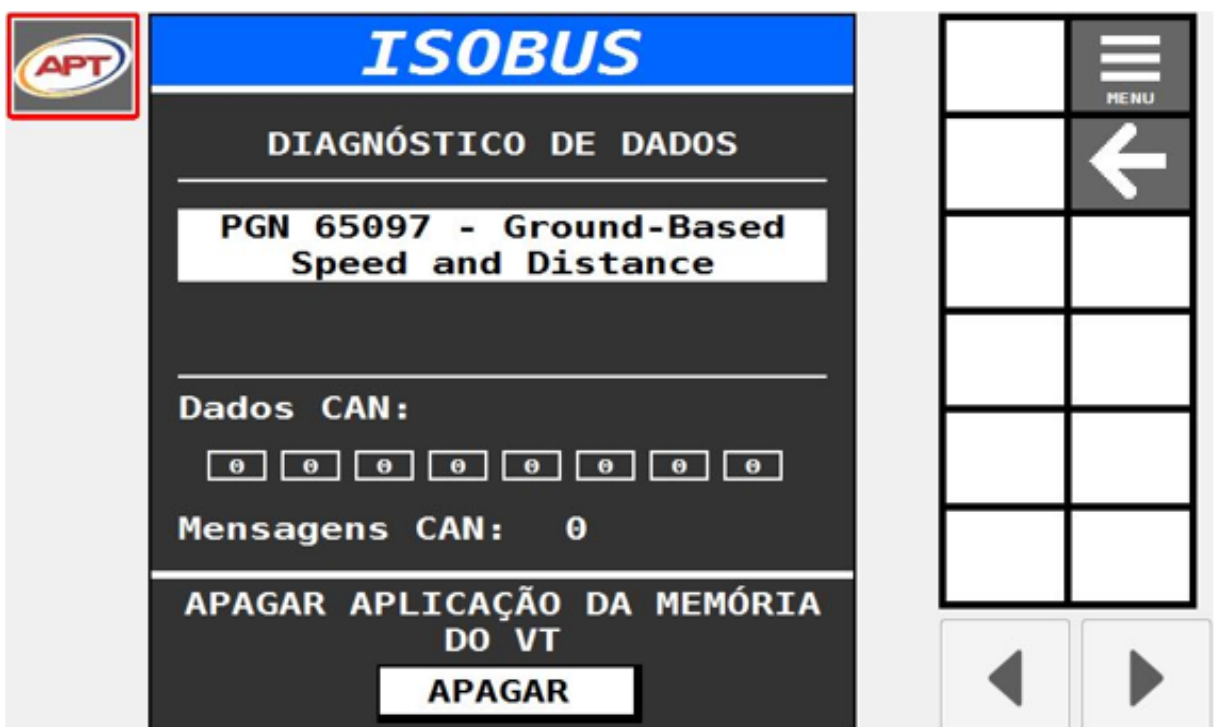 APT
ISOBUS
MENU
DIAGNÓSTICO DE DADOS
PGN 65097 - Ground-Based
Speed and Distance
Dados CAN:
0 0 0 0 0 0 0 0
Mensagens CAN: 0
APAGAR APLICAÇÃO DA MEMÓRIA
DO VT
APAGAR